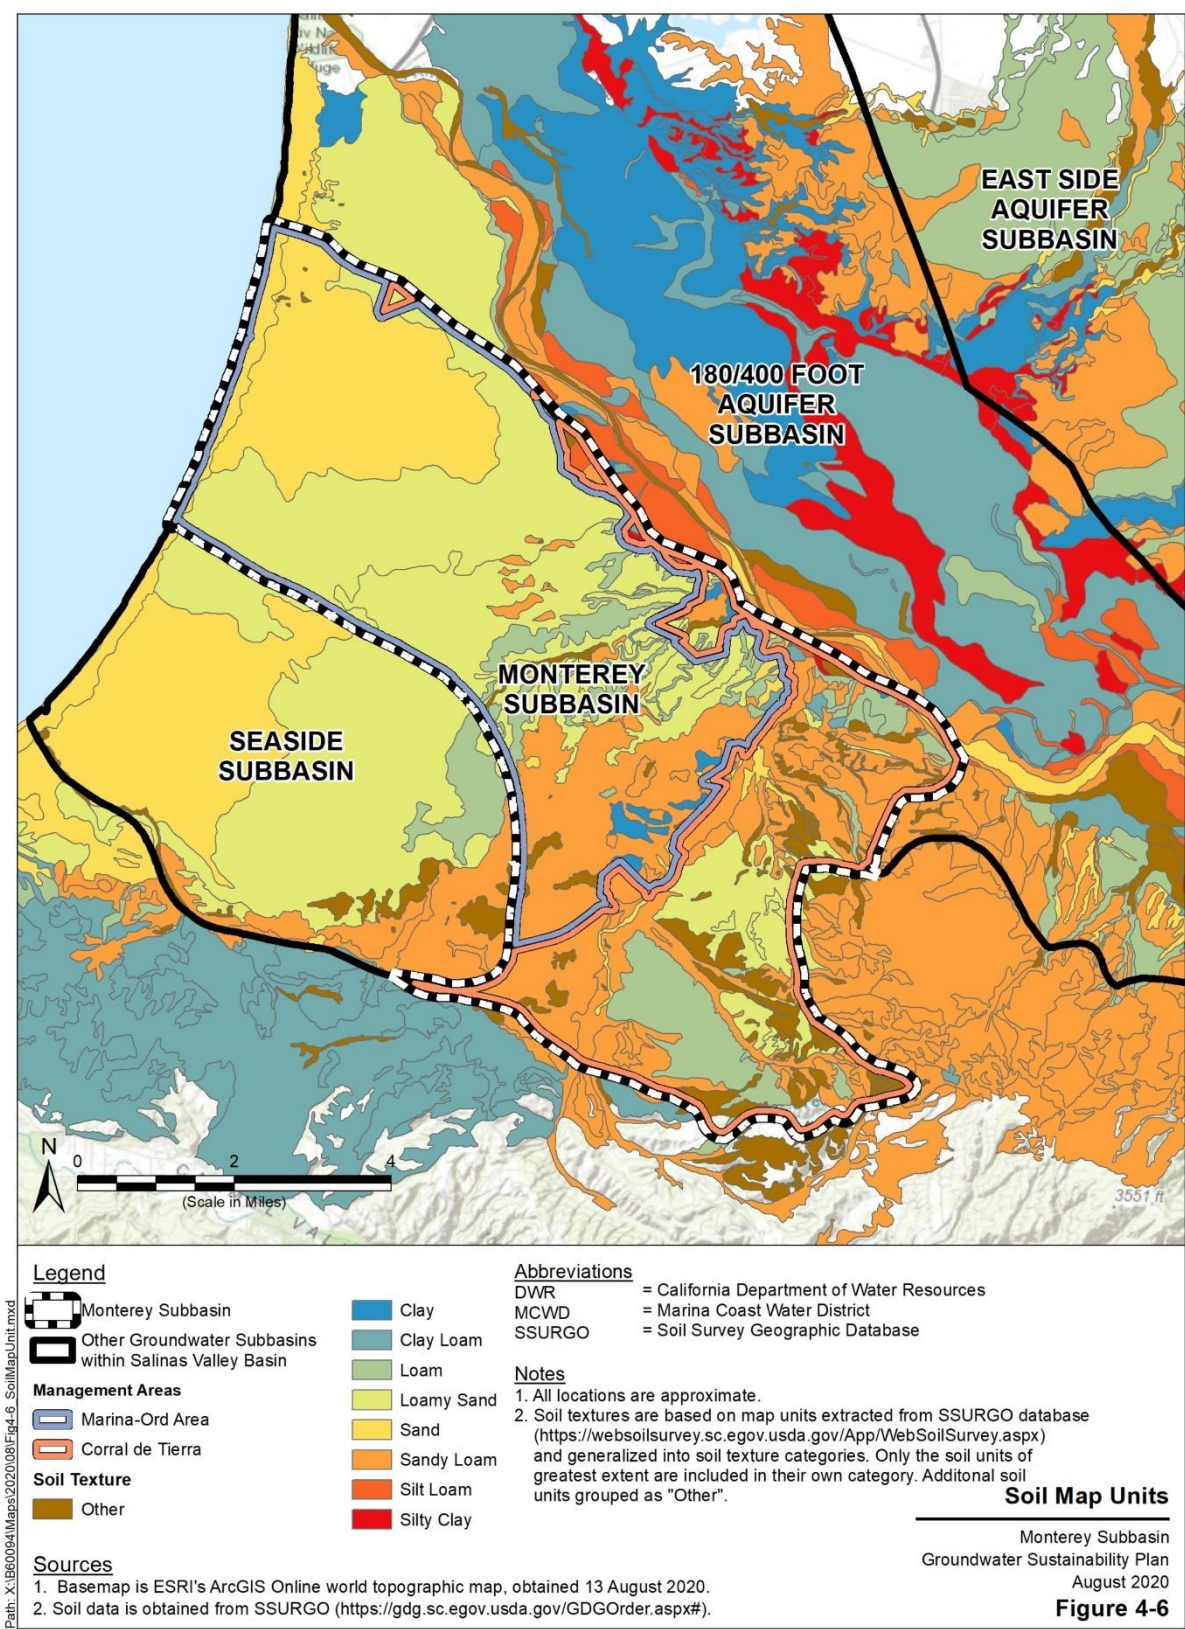 EAST SIDE
AQUIFER
SUBBASIN
180/400 FOOT
AQUIFER
SUBBASIN
MONTEREY
SUBBASIN
SEASIDE
SUBBASIN
N
0 2 4
(Scale in Miles)
3551 ft
Legend
Monterey Subbasin
Other Groundwater Subbasins
within Salinas Valley Basin
Management Areas
Marina-Ord Area
Corral de Tierra
Soil Texture
Other
Clay
Clay Loam
Loam
Loamy Sand
Sand
Sandy Loam
Silt Loam
Silty Clay
Abbreviations
DWR = California Department of Water Resources
MCWD = Marina Coast Water District
SSURGO = Soil Survey Geographic Database
Notes
1. All locations are approximate.
2. Soil textures are based on map units extracted from SSURGO database
(https://websoilsurvey.sc.egov.usda.gov/App/WebSoilSurvey.aspx)
and generalized into soil texture categories. Only the soil units of
greatest extent are included in their own category. Additonal soil
units grouped as "Other".
Sources
1. Basemap is ESRI's ArcGIS Online world topographic map, obtained 13 August 2020.
2. Soil data is obtained from SSURGO (https://gdg.sc.egov.usda.gov/GDGOrder.aspx#).
Soil Map Units
Monterey Subbasin
Groundwater Sustainability Plan
August 2020
Figure 4-6
Path: X:\B60094\Maps\2020\08\Fig4-6_SoilMapUnit.mxd